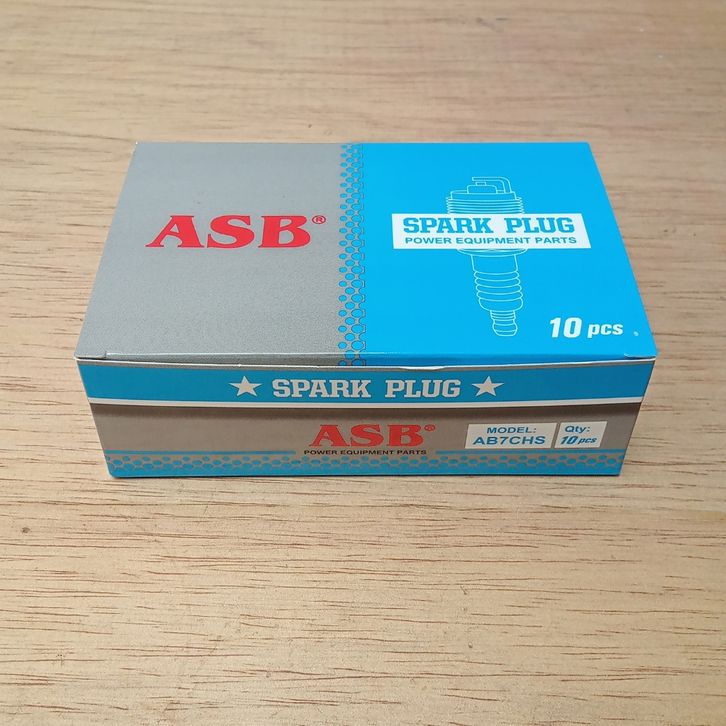 ASB®
SPARK PLUG
POWER EQUIPMENT PARTS
10 pcs
★ SPARK PLUG ★
ASB®
POWER EQUIPMENT PARTS
MODEL:
AB7CHS
Qty:
10 pcs